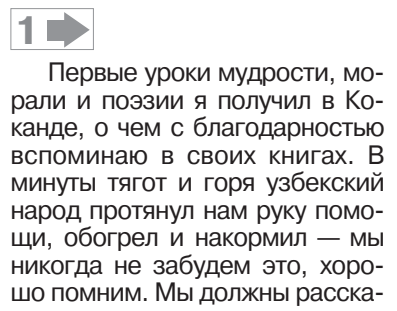 1
Первые уроки мудрости, мо-
рали и поэзии я получил в Ко-
канде, о чем с благодарностью
вспоминаю в своих книгах. В
минуты тягот и горя узбекский
народ протянул нам руку помо-
щи, обогрел и накормил — мы
никогда не забудем это, хоро-
шо помним. Мы должны расска-